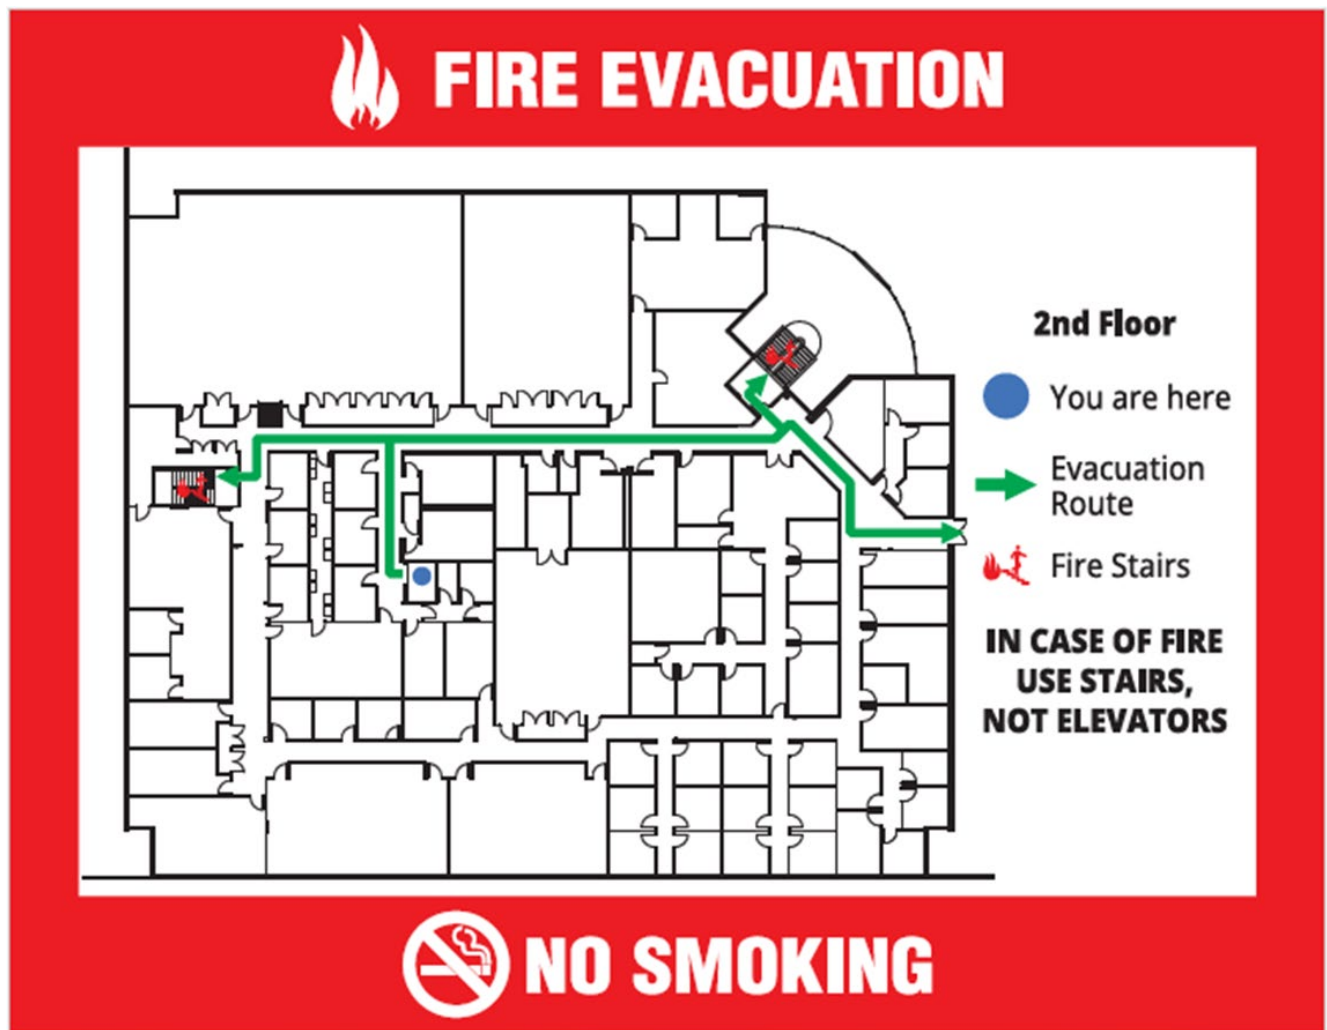 FIRE EVACUATION
2nd Floor
You are here
Evacuation
Route
Fire Stairs
IN CASE OF FIRE
USE STAIRS,
NOT ELEVATORS
NO SMOKING